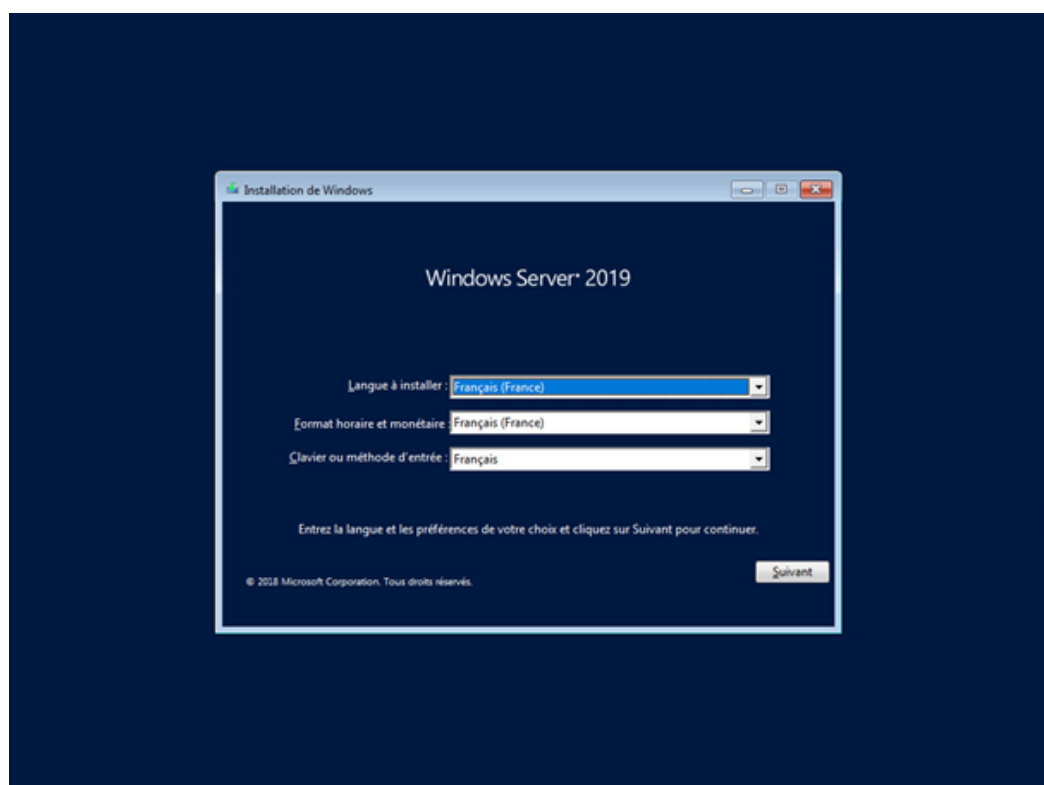 Installation de Windows
Windows Server® 2019
Langue à installer : Français (France)
Format horaire et monétaire : Français (France)
Clavier ou méthode d'entrée : Français
Entrez la langue et les préférences de votre choix et cliquez sur Suivant pour continuer.
Suivant
© 2018 Microsoft Corporation. Tous droits réservés.